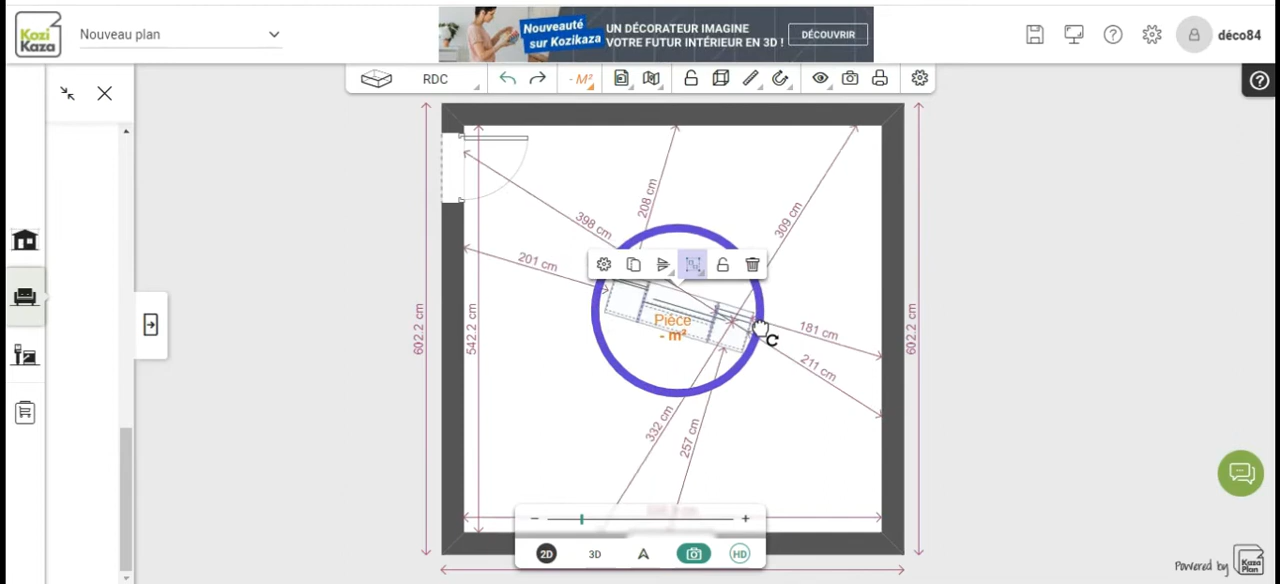 Kozi
Kaza
Nouveau plan
Nouveauté
sur Kozikaza
UN DÉCORATEUR IMAGINE
VOTRE FUTUR INTÉRIEUR EN 3D !
DÉCOUVRIR
déco84
RDC
- M²
398 cm
208 cm
309 cm
201 cm
Pièce
- m²
181 cm
211 cm
602.2 cm
542.2 cm
602.2 cm
332 cm
257 cm
2D
3D
HD
Powered by
Kaza
Plan